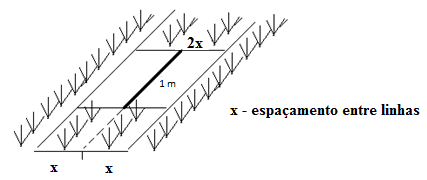 2x
1 m
x - espaçamento entre linhas
x x